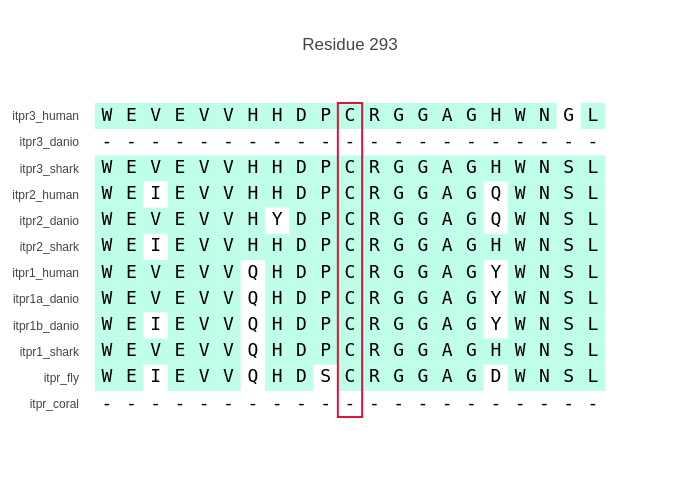 Residue 293
itpr3_human W E V E V V H H D P C R G G A G H W N G L
itpr3_danio - - - - - - - - - - - - - - - - - - - - -
itpr3_shark W E V E V V H H D P C R G G A G H W N S L
itpr2_human W E I E V V H H D P C R G G A G Q W N S L
itpr2_danio W E V E V V H Y D P C R G G A G Q W N S L
itpr2_shark W E I E V V H H D P C R G G A G H W N S L
itpr1_human W E V E V V Q H D P C R G G A G Y W N S L
itpr1a_danio W E V E V V Q H D P C R G G A G Y W N S L
itpr1b_danio W E I E V V Q H D P C R G G A G Y W N S L
itpr1_shark W E V E V V Q H D P C R G G A G H W N S L
itpr_fly W E I E V V Q H D S C R G G A G D W N S L
itpr_coral - - - - - - - - - - - - - - - - - - - - -